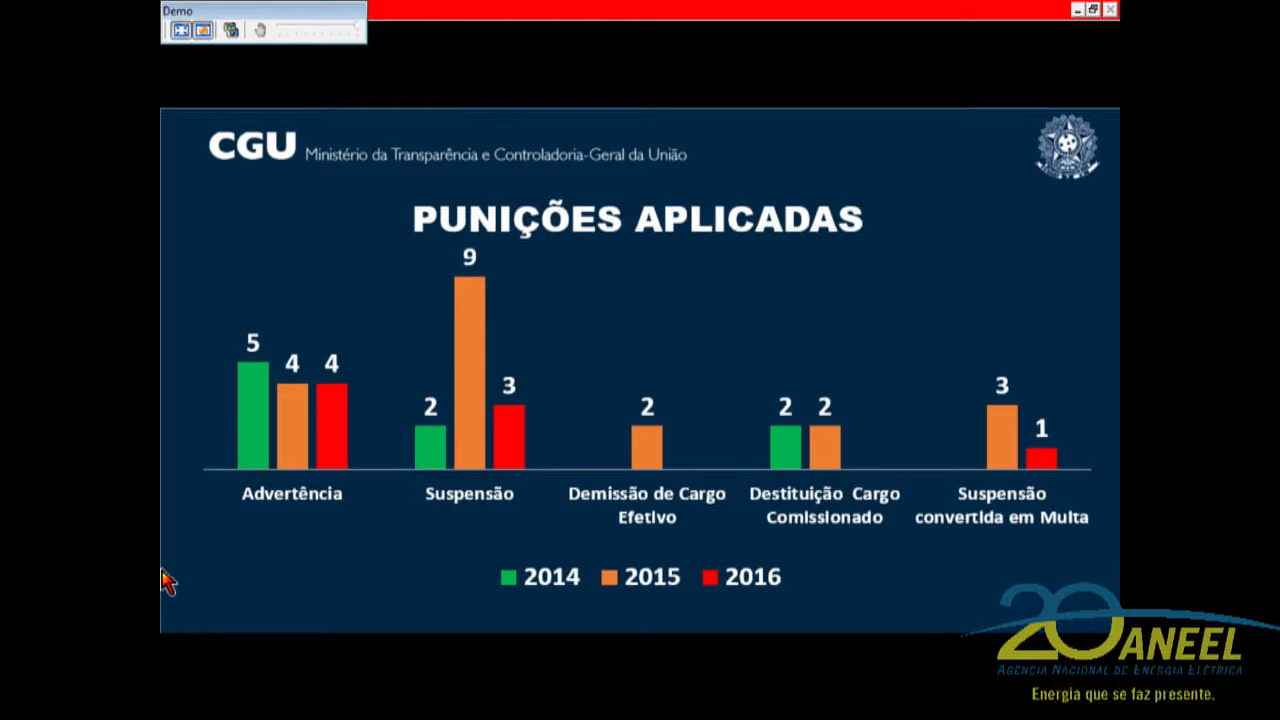 Demo
CGU Ministério da Transparência e Controladoria-Geral da União
PUNIÇÕES APLICADAS
5
4
4
2
9
3
2
2
2
3
1
Advertência
Suspensão
Demissão de Cargo
Efetivo
Destituição Cargo
Comissionado
Suspensão
convertida em Multa
2014
2015
2016
20 ANEEL
AGÊNCIA NACIONAL DE ENERGIA ELÉTRICA
Energia que se faz presente.